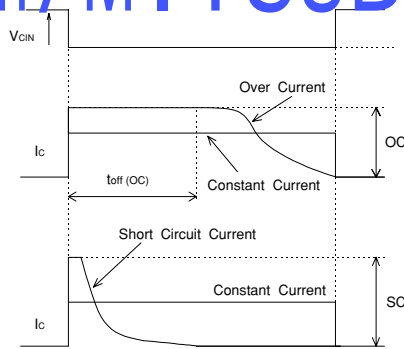 VCIN
Over Current
IC
OC
toff (OC)
Constant Current
Short Circuit Current
Constant Current
SC
IC